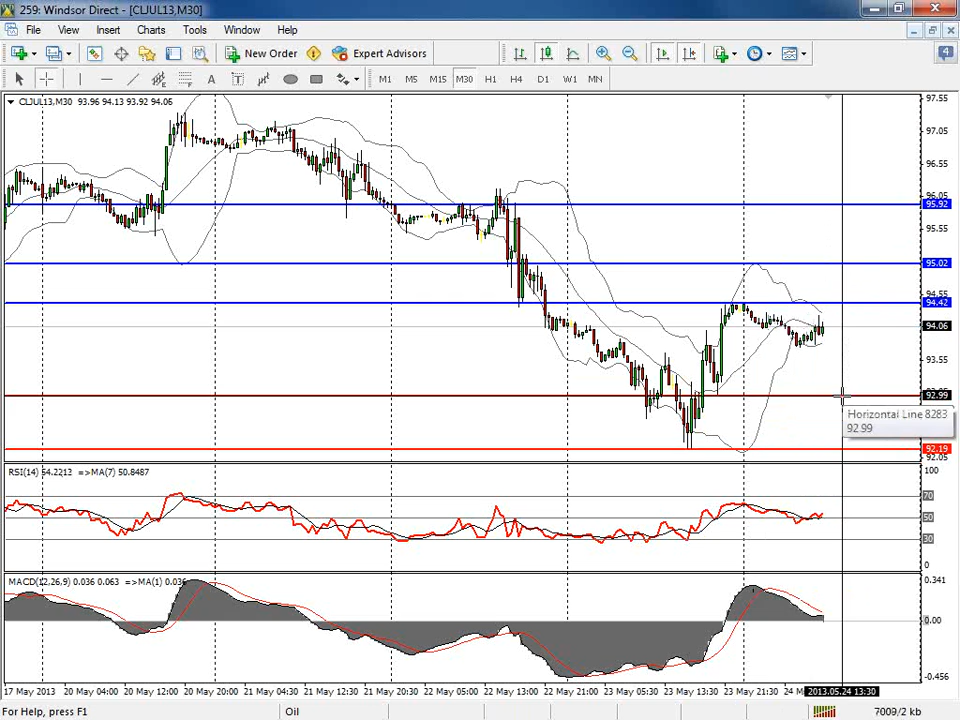 259: Windsor Direct - [CLJUL13,M30]
File View Insert Charts Tools Window Help
New Order Expert Advisors 4
A T M1 M5 M15 M30 H1 H4 D1 W1 MN
CLJUL13,M30 93.96 94.13 93.92 94.06
97.55
97.05
96.55
96.05
95.92
95.55
95.02
94.55
94.42
94.06
93.55
92.99
Horizontal Line 8283
92.99
92.19
92.05
RSI(14) 54.2213 =>MA(7) 50.8487
100
70
50
30
0
MACD(12,26,9) 0.036 0.063 =>MA(1) 0.036
0.341
0.00
-0.456
17 May 2013 20 May 04:00 20 May 12:00 20 May 20:00 21 May 04:30 21 May 12:30 21 May 20:30 22 May 05:00 22 May 13:00 22 May 21:00 23 May 05:30 23 May 13:30 23 May 21:30 24 M 2013.05.24 13:30
For Help, press F1 Oil 7009/2 kb